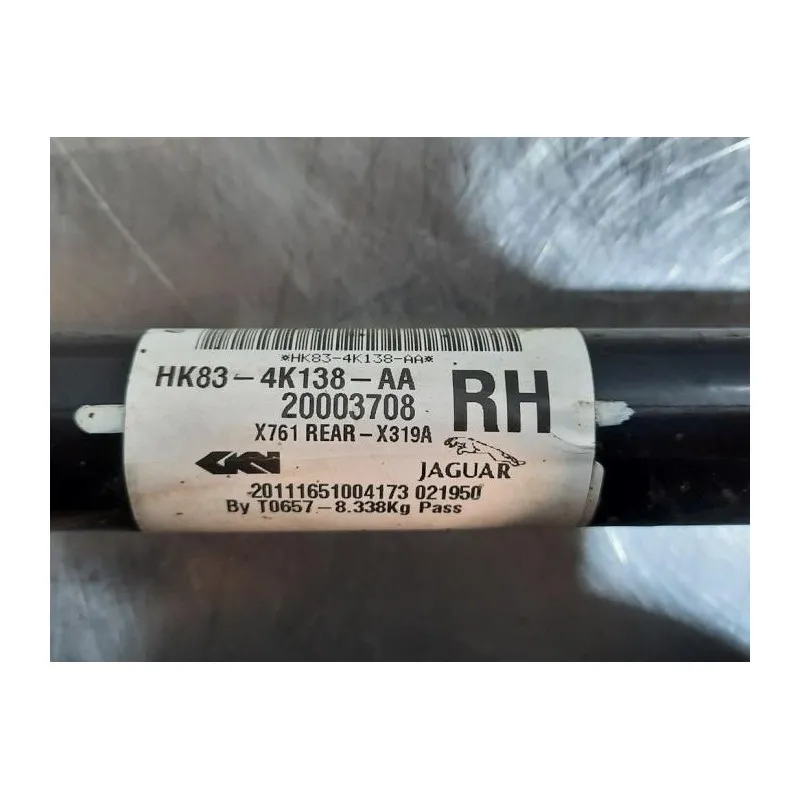 *HK83-4K138-AA*
HK83-4K138-AA RH
20003708
X761 REAR-X319A
GKN JAGUAR
20111651004173 021950
By T0657-8.338Kg Pass